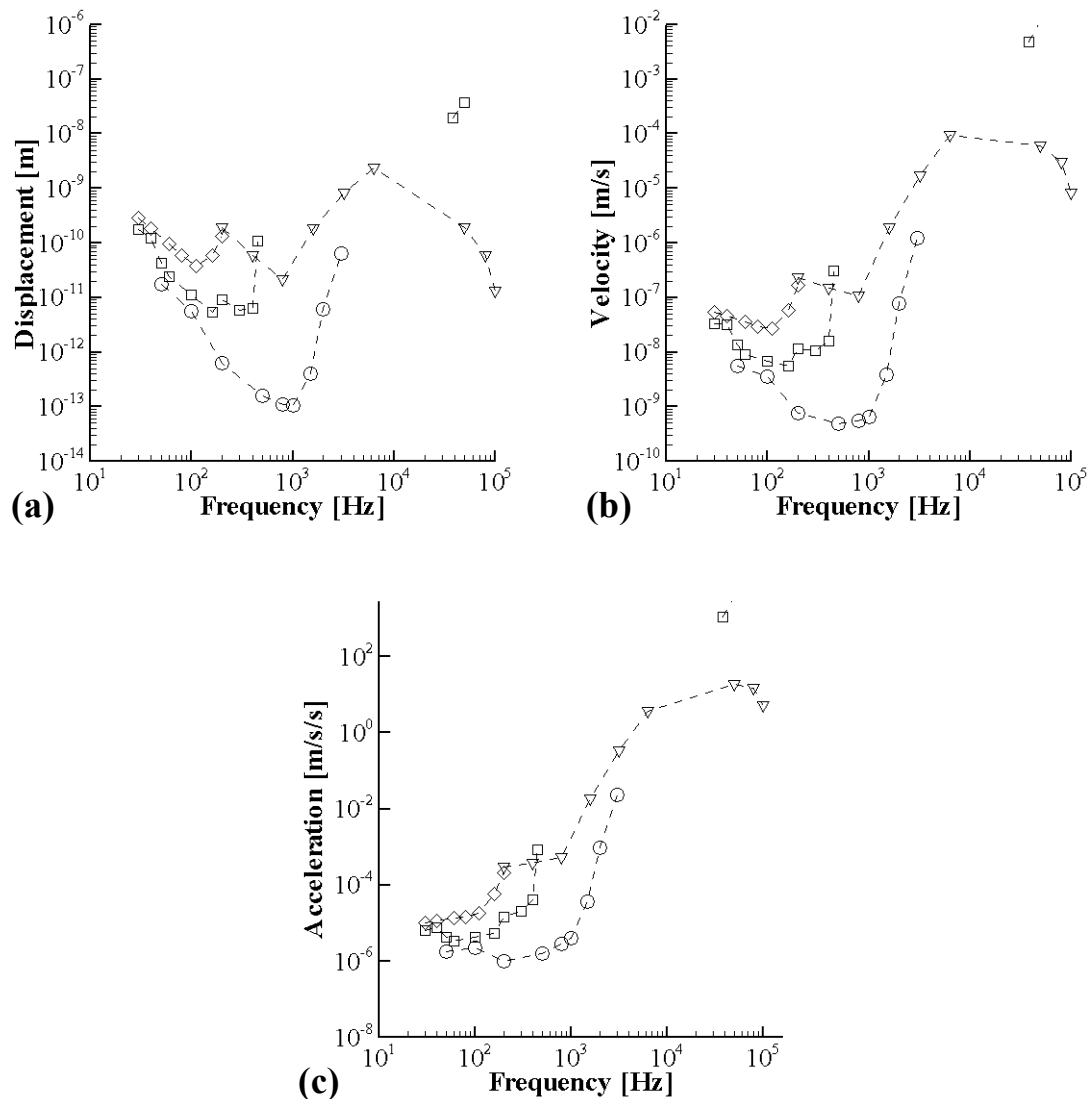 10^-6
10^-7
10^-8
10^-9
10^-10
10^-11
10^-12
10^-13
10^-14
Displacement [m]
10^1 10^2 10^3 10^4 10^5
Frequency [Hz]
(a)
10^-2
10^-3
10^-4
10^-5
10^-6
10^-7
10^-8
10^-9
10^-10
Velocity [m/s]
10^1 10^2 10^3 10^4 10^5
Frequency [Hz]
(b)
10^2
10^0
10^-2
10^-4
10^-6
10^-8
Acceleration [m/s/s]
10^1 10^2 10^3 10^4 10^5
Frequency [Hz]
(c)